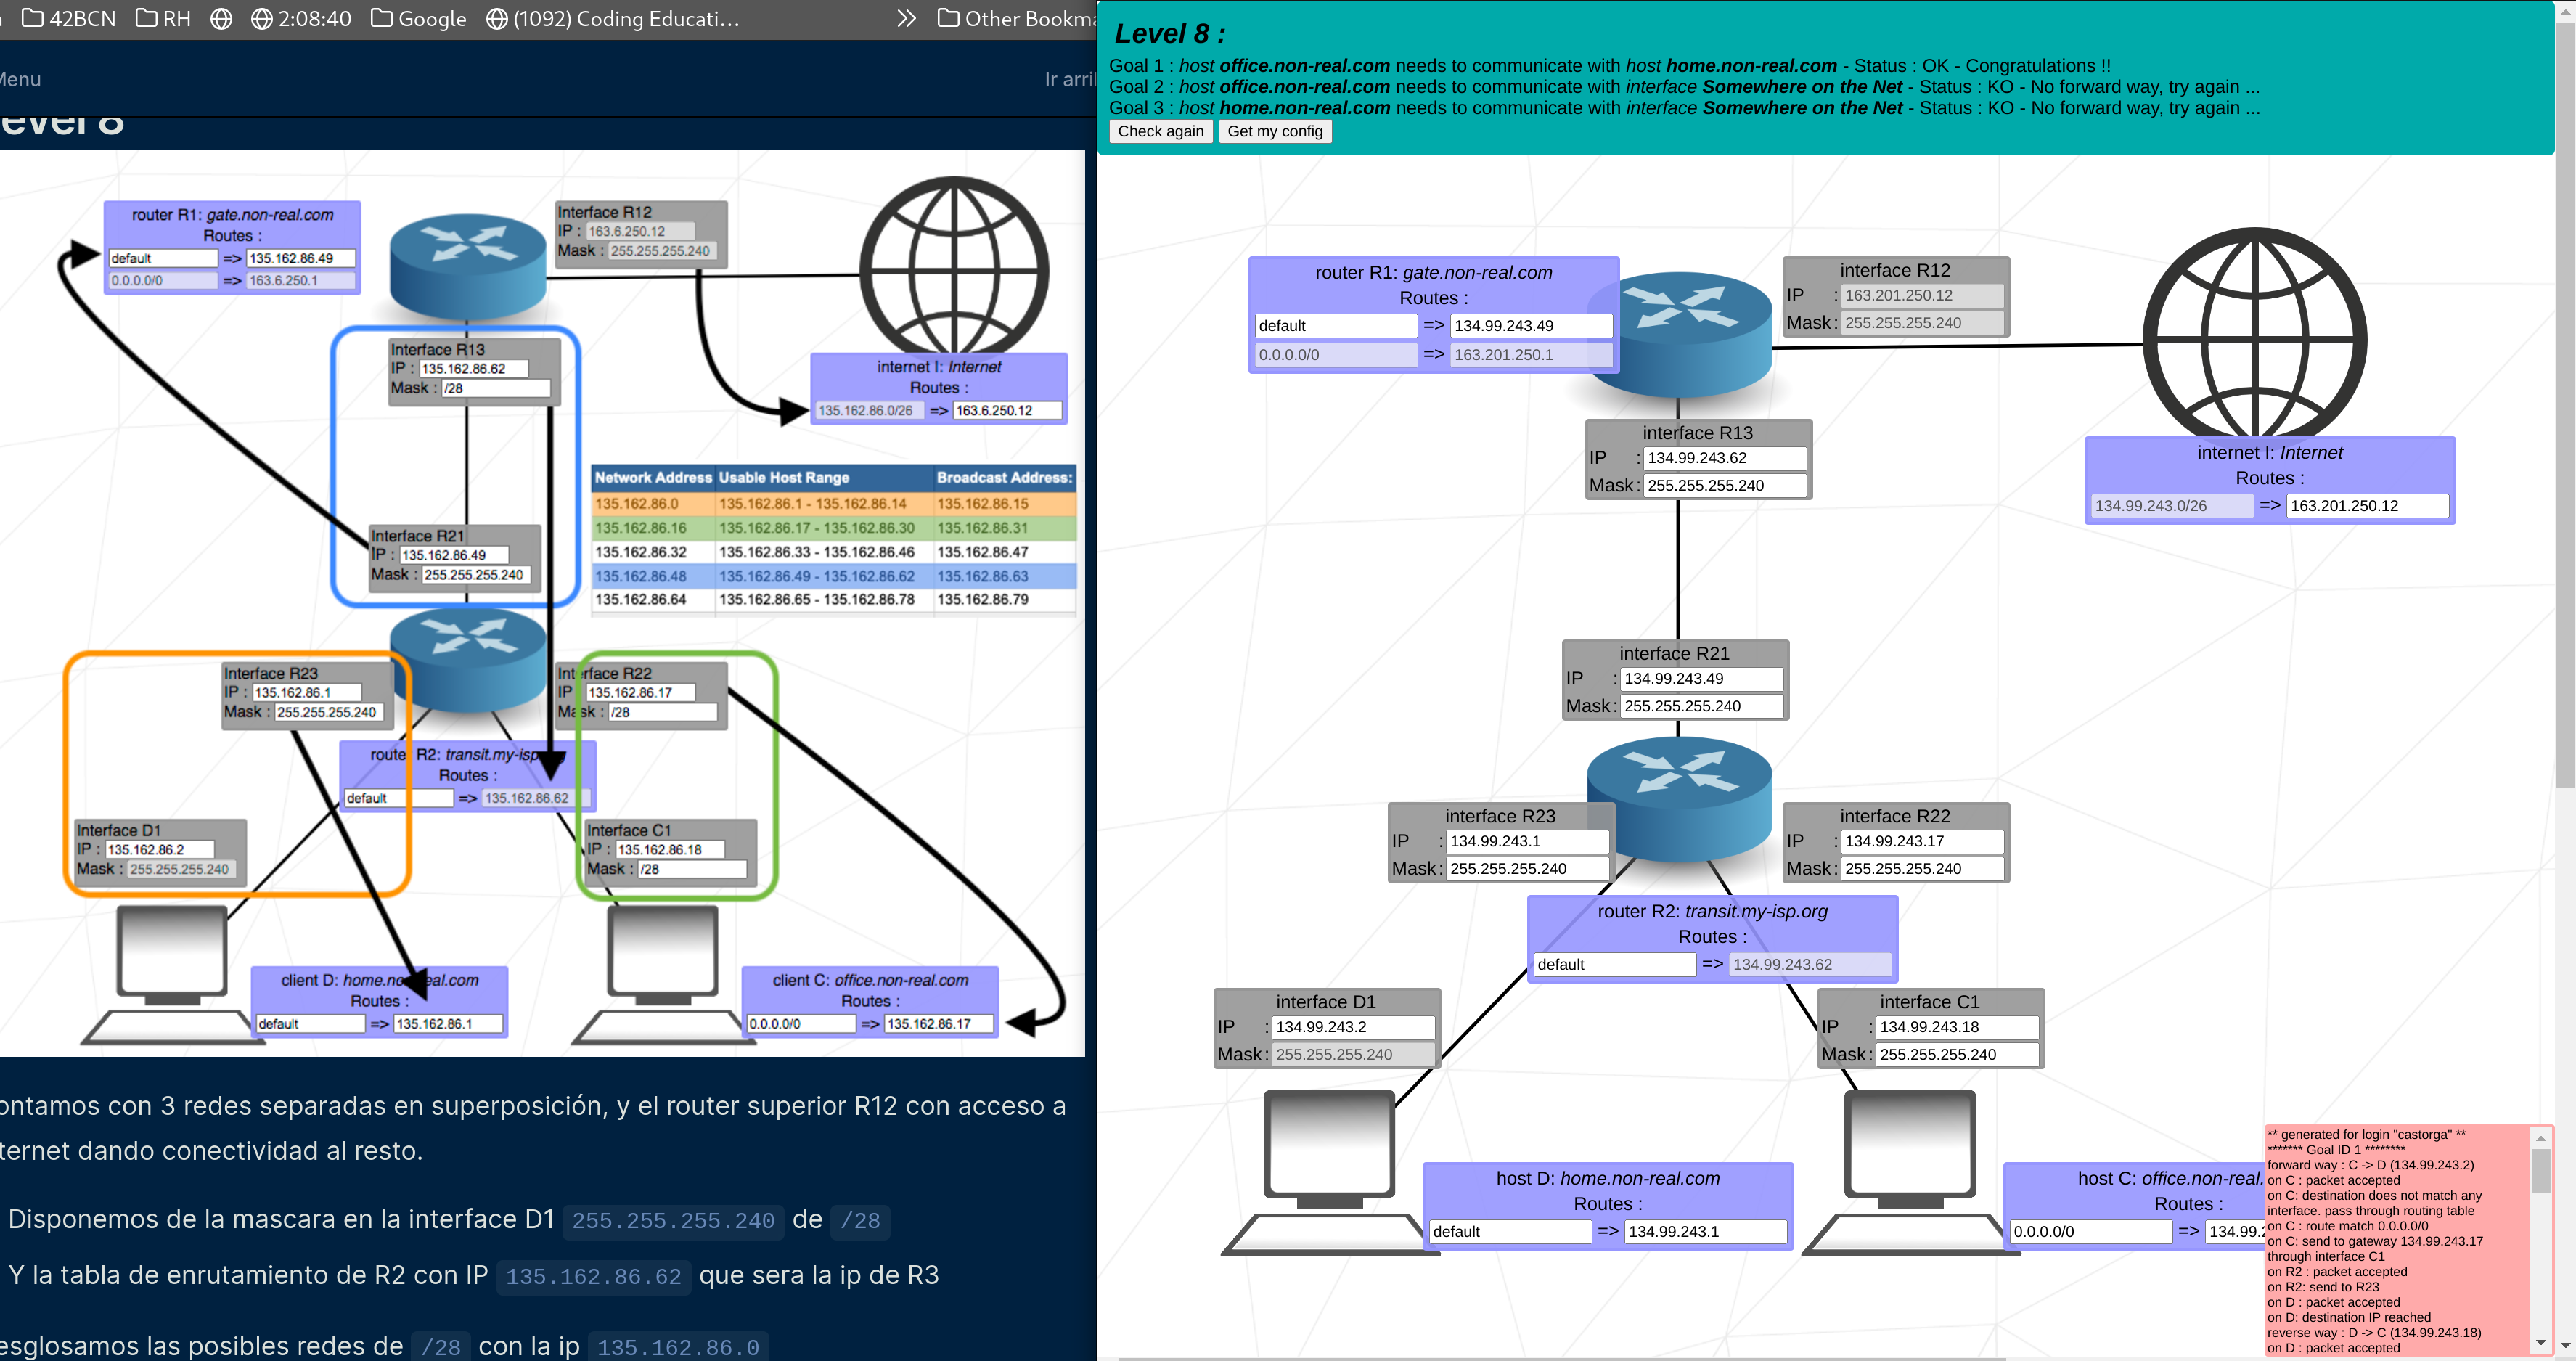 42BCN RH 2:08:40 Google (1092) Coding Educati... » Other Bookma
Menu Ir arri
evel 8
router R1: gate.non-real.com
Routes :
default => 135.162.86.49
0.0.0.0/0 => 163.6.250.1
Interface R12
IP : 163.6.250.12
Mask : 255.255.255.240
Interface R13
IP : 135.162.86.62
Mask : /28
internet I: Internet
Routes :
135.162.86.0/26 => 163.6.250.12
Network Address Usable Host Range Broadcast Address:
135.162.86.0 135.162.86.1 - 135.162.86.14 135.162.86.15
135.162.86.16 135.162.86.17 - 135.162.86.30 135.162.86.31
135.162.86.32 135.162.86.33 - 135.162.86.46 135.162.86.47
135.162.86.48 135.162.86.49 - 135.162.86.62 135.162.86.63
135.162.86.64 135.162.86.65 - 135.162.86.78 135.162.86.79
Interface R21
IP : 135.162.86.49
Mask : 255.255.255.240
Interface R23
IP : 135.162.86.1
Mask : 255.255.255.240
Interface R22
IP : 135.162.86.17
Mask : /28
router R2: transit.my-isp
Routes :
default => 135.162.86.62
Interface D1
IP : 135.162.86.2
Mask : 255.255.255.240
Interface C1
IP : 135.162.86.18
Mask : /28
client D: home.non-real.com
Routes :
default => 135.162.86.1
client C: office.non-real.com
Routes :
0.0.0.0/0 => 135.162.86.17
ontamos con 3 redes separadas en superposición, y el router superior R12 con acceso a
ternet dando conectividad al resto.
Disponemos de la mascara en la interface D1 255.255.255.240 de /28
Y la tabla de enrutamiento de R2 con IP 135.162.86.62 que sera la ip de R3
esglosamos las posibles redes de /28 con la ip 135.162.86.0
Level 8 :
Goal 1 : host office.non-real.com needs to communicate with host home.non-real.com - Status : OK - Congratulations !!
Goal 2 : host office.non-real.com needs to communicate with interface Somewhere on the Net - Status : KO - No forward way, try again ...
Goal 3 : host home.non-real.com needs to communicate with interface Somewhere on the Net - Status : KO - No forward way, try again ...
Check again Get my config
router R1: gate.non-real.com
Routes :
default => 134.99.243.49
0.0.0.0/0 => 163.201.250.1
interface R12
IP : 163.201.250.12
Mask : 255.255.255.240
interface R13
IP : 134.99.243.62
Mask : 255.255.255.240
internet I: Internet
Routes :
134.99.243.0/26 => 163.201.250.12
interface R21
IP : 134.99.243.49
Mask : 255.255.255.240
interface R23
IP : 134.99.243.1
Mask : 255.255.255.240
interface R22
IP : 134.99.243.17
Mask : 255.255.255.240
router R2: transit.my-isp.org
Routes :
default => 134.99.243.62
interface D1
IP : 134.99.243.2
Mask : 255.255.255.240
interface C1
IP : 134.99.243.18
Mask : 255.255.255.240
host D: home.non-real.com
Routes :
default => 134.99.243.1
host C: office.non-real.
Routes :
0.0.0.0/0 => 134.99.2
** generated for login "castorga" **
******* Goal ID 1 ********
forward way : C -> D (134.99.243.2)
on C : packet accepted
on C: destination does not match any
interface. pass through routing table
on C : route match 0.0.0.0/0
on C: send to gateway 134.99.243.17
through interface C1
on R2 : packet accepted
on R2: send to R23
on D : packet accepted
on D: destination IP reached
reverse way : D -> C (134.99.243.18)
on D : packet accepted